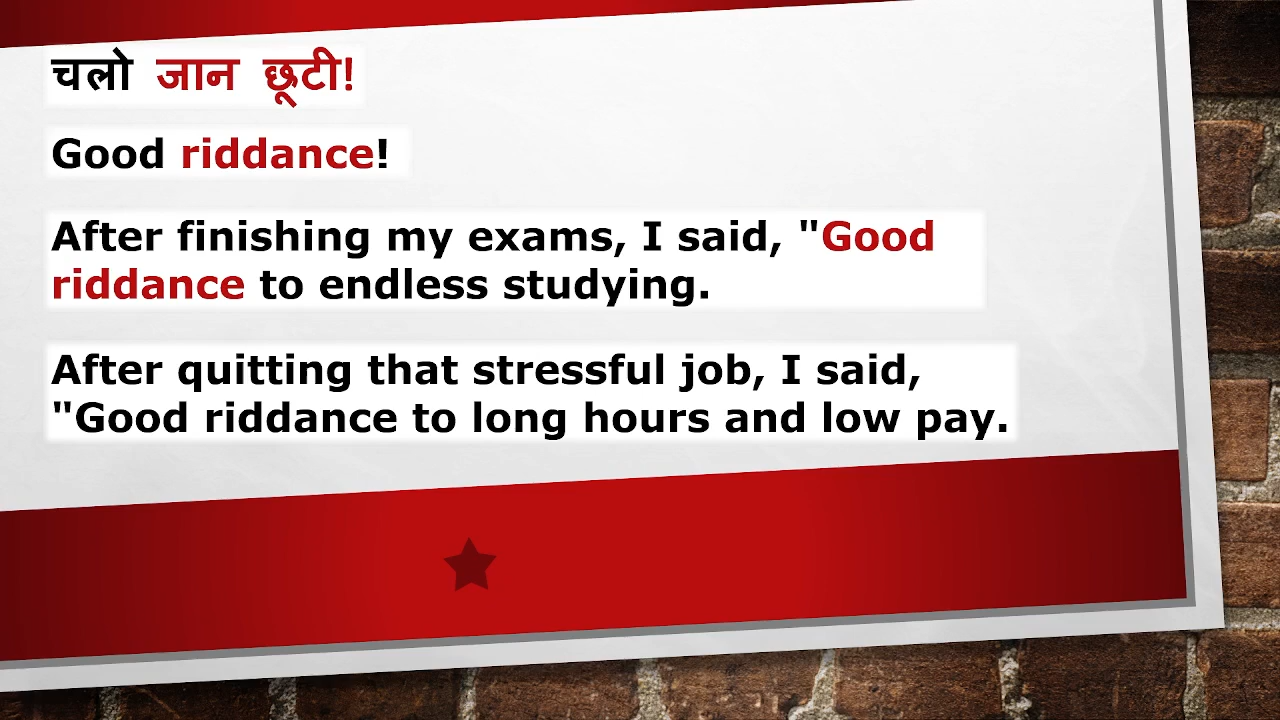 चलो जान छूटी!
Good riddance!
After finishing my exams, I said, "Good
riddance to endless studying.
After quitting that stressful job, I said,
"Good riddance to long hours and low pay.